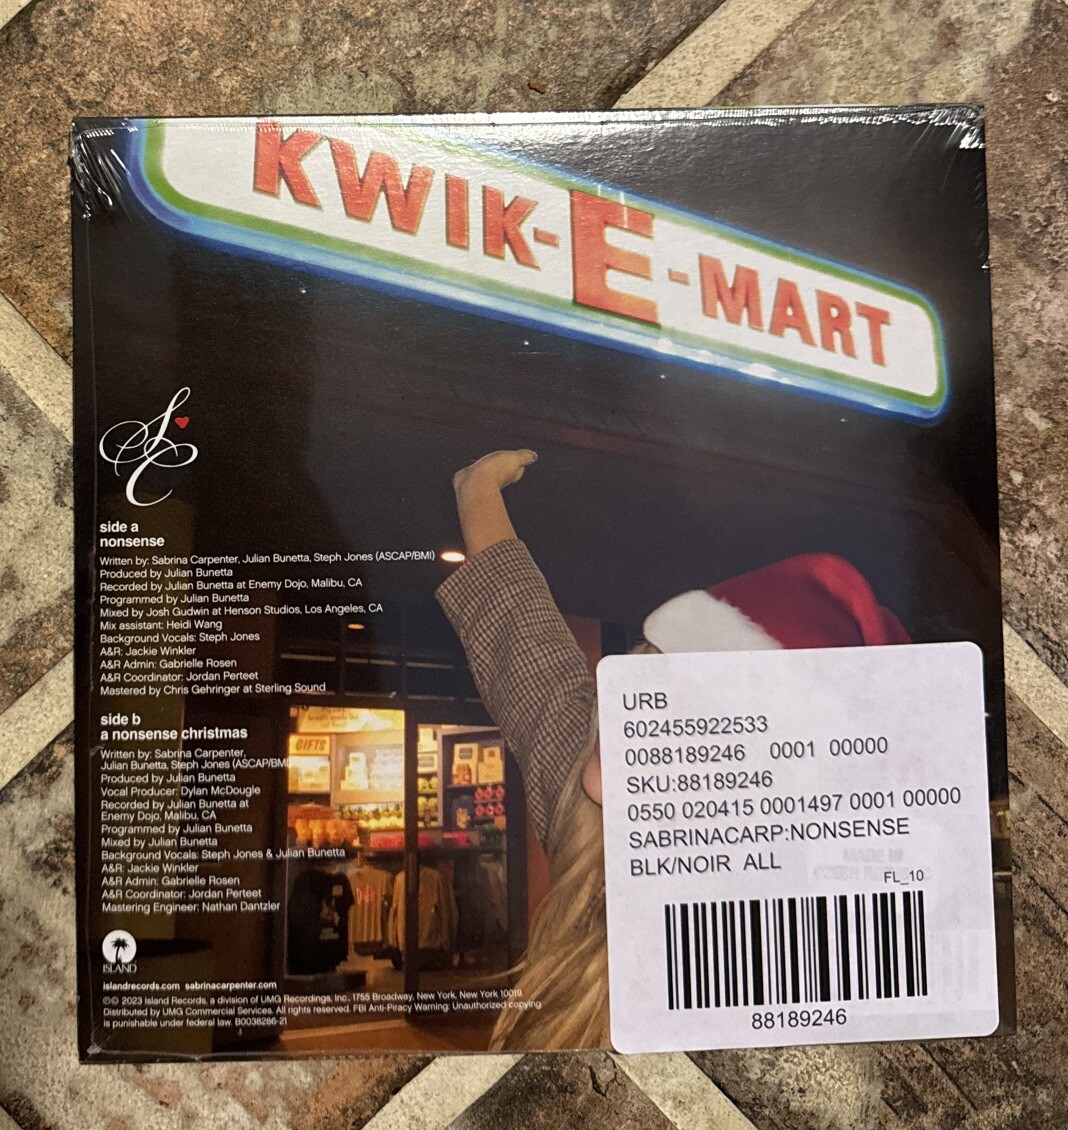 KWIK-E-MART
SC
side a
nonsense
Written by: Sabrina Carpenter, Julian Bunetta, Steph Jones (ASCAP/BMI)
Produced by Julian Bunetta
Recorded by Julian Bunetta at Enemy Dojo, Malibu, CA
Programmed by Julian Bunetta
Mixed by Josh Gudwin at Henson Studios, Los Angeles, CA
Mix assistant: Heidi Wang
Background Vocals: Steph Jones
A&R: Jackie Winkler
A&R Admin: Gabrielle Rosen
A&R Coordinator: Jordan Perteet
Mastered by Chris Gehringer at Sterling Sound
side b
a nonsense christmas
Written by: Sabrina Carpenter,
Julian Bunetta, Steph Jones (ASCAP/BMI
Produced by Julian Bunetta
Vocal Producer: Dylan McDougle
Recorded by Julian Bunetta at
Enemy Dojo, Malibu, CA
Programmed by Julian Bunetta
Mixed by Julian Bunetta
Background Vocals: Steph Jones & Julian Bunetta
A&R: Jackie Winkler
A&R Admin: Gabrielle Rosen
A&R Coordinator: Jordan Perteet
Mastering Engineer: Nathan Dantzler
GIFTS
ISLAND
islandrecords.com sabrinacarpenter.com
℗© 2023 Island Records, a division of UMG Recordings, Inc., 1755 Broadway, New York, New York 10019.
Distributed by UMG Commercial Services. All rights reserved. FBI Anti-Piracy Warning: Unauthorized copying
is punishable under federal law. B0038286-21
URB
602455922533
0088189246 0001 00000
SKU:88189246
0550 020415 0001497 0001 00000
SABRINACARP:NONSENSE
BLK/NOIR ALL
MADE IN
FL_10
88189246